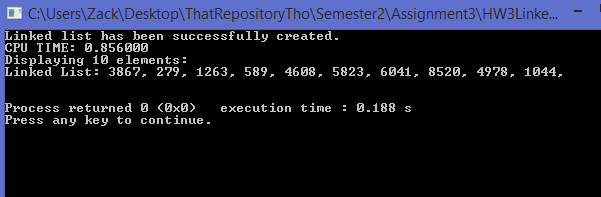 C:\Users\Zack\Desktop\ThatRepositoryTho\Semester2\Assignment3\HW3Linke
Linked list has been successfully created.
CPU TIME: 0.856000
Displaying 10 elements:
Linked List: 3867, 279, 1263, 589, 4608, 5823, 6041, 8520, 4978, 1044,
Process returned 0 (0x0)   execution time : 0.188 s
Press any key to continue.